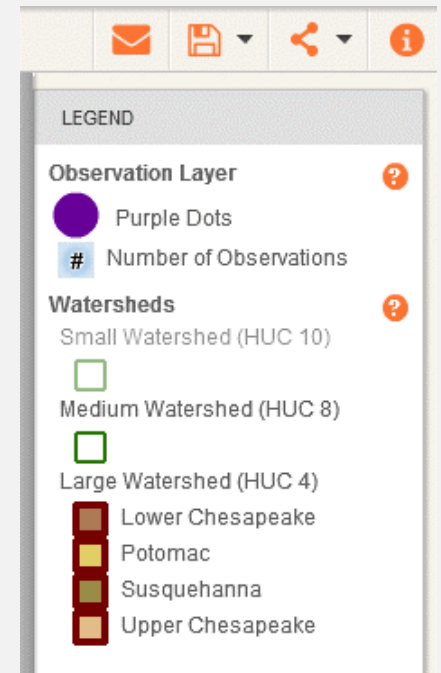 LEGEND
Observation Layer
?
Purple Dots
# Number of Observations
Watersheds
?
Small Watershed (HUC 10)
Medium Watershed (HUC 8)
Large Watershed (HUC 4)
Lower Chesapeake
Potomac
Susquehanna
Upper Chesapeake